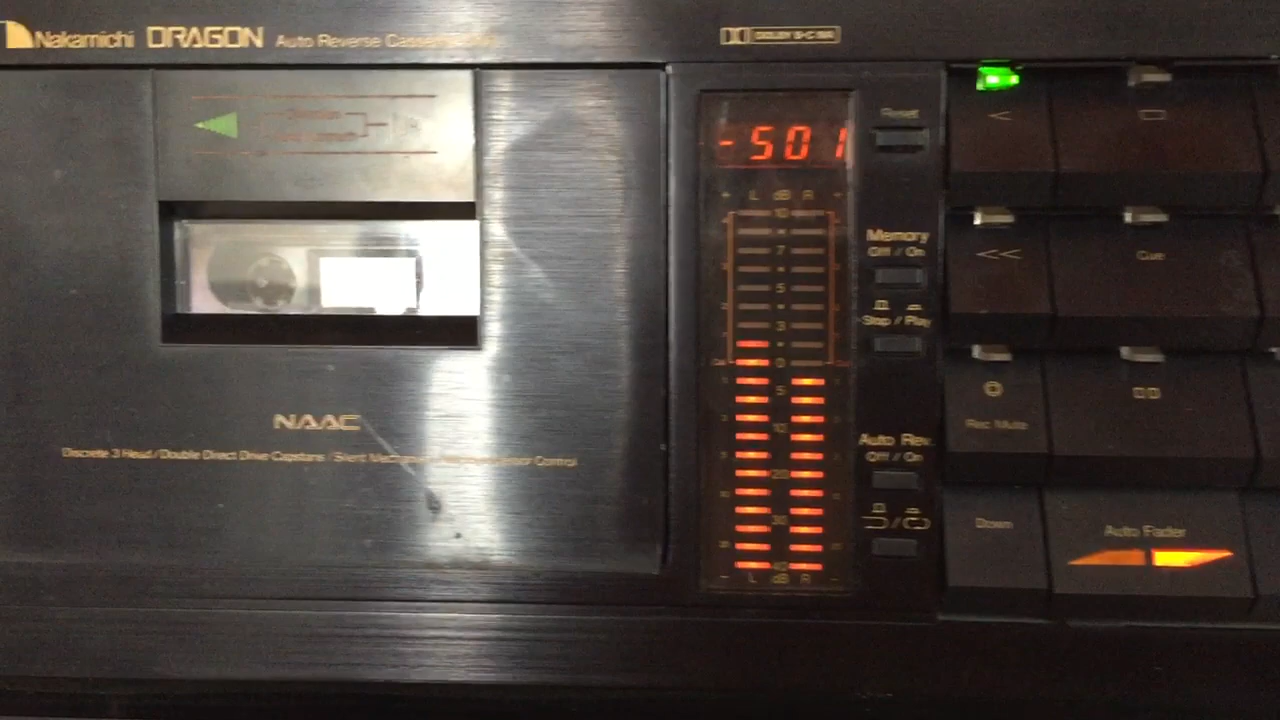 Nakamichi DRAGON Auto Reverse
DOLBY B-C NR
-501
Reset
L dB R
10
7
5
3
0
5
10
20
30
40
L dB R
Memory
Off / On
Stop / Play
Auto Rev.
Off / On
<
<<
Cue
Rec Mute
Down
Auto Fader
NAAC
Discrete 3 Head/Double Direct Drive Capstans
Control